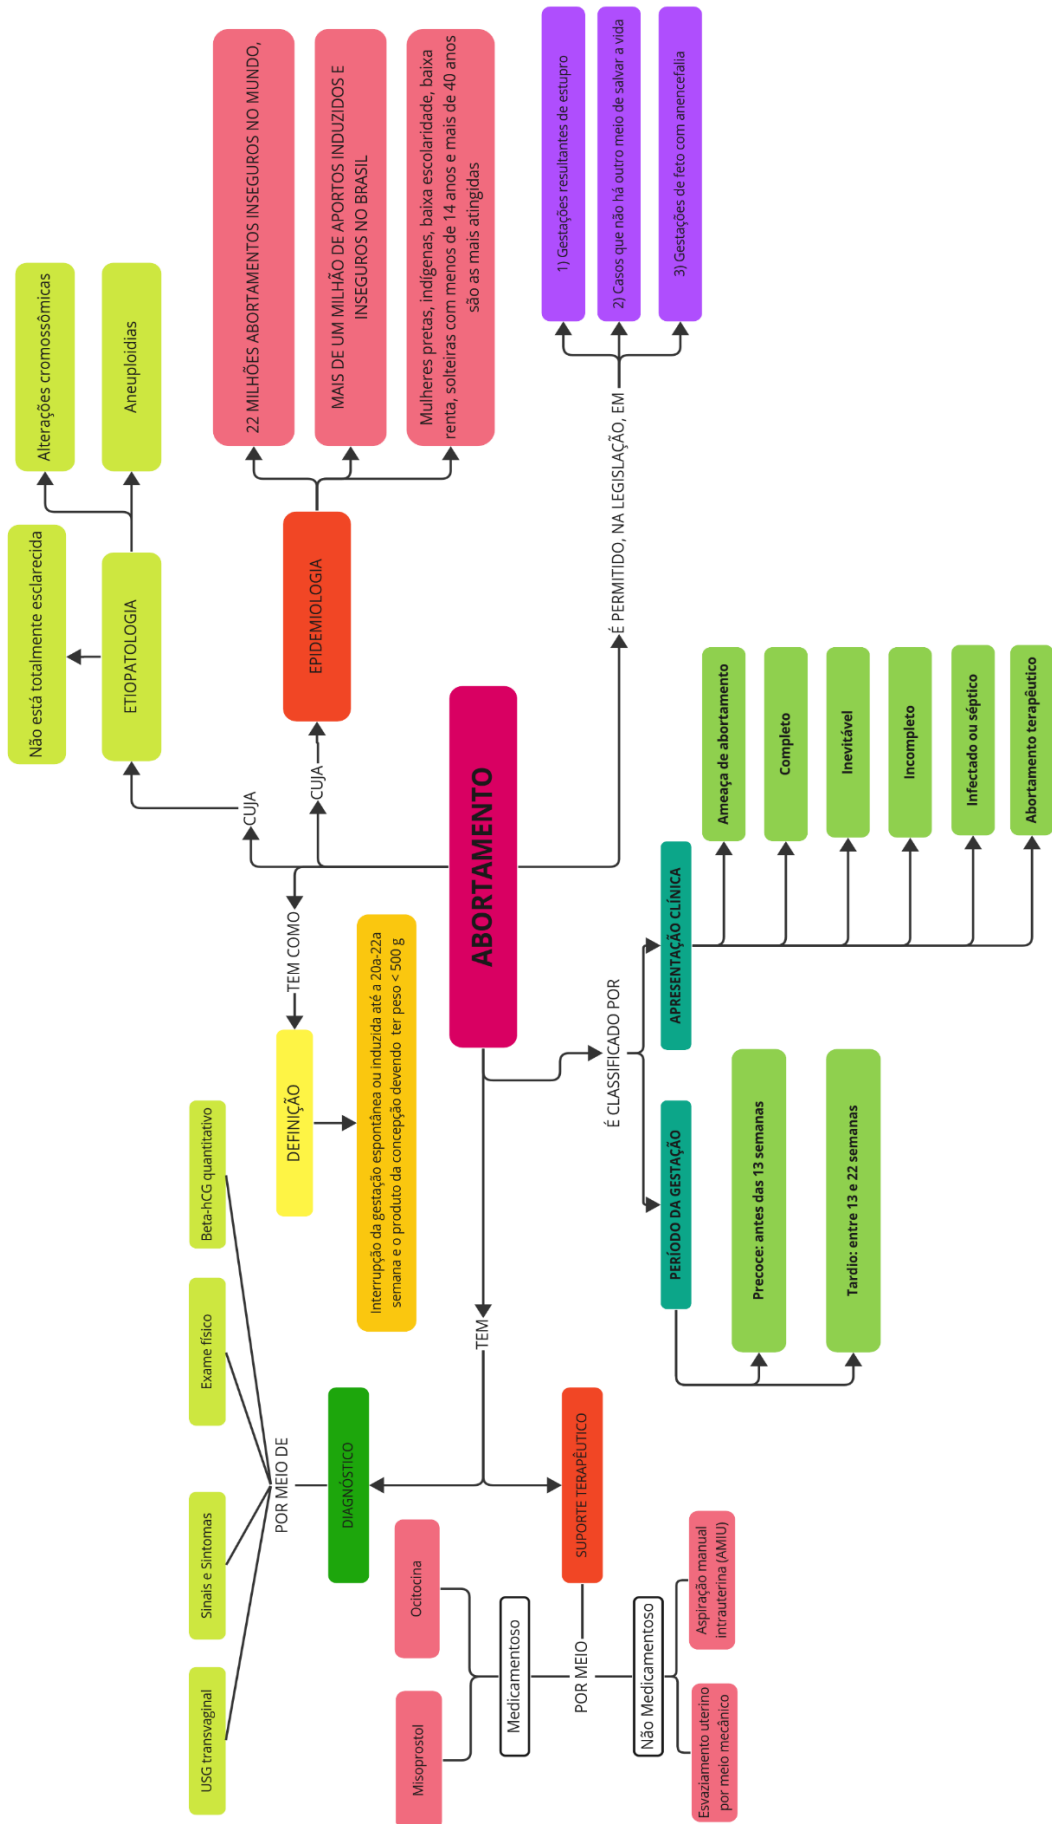 USG transvaginal
Sinais e Sintomas
Exame físico
Beta-hCG quantitativo
POR MEIO DE
DIAGNÓSTICO
Não está totalmente esclarecida
Alterações cromossômicas
ETIOPATOLOGIA
Aneuploidias
CUJA
DEFINIÇÃO
TEM COMO
Interrupção da gestação espontânea ou induzida até a 20a-22a
semana e o produto da concepção devendo  ter peso < 500 g
CUJA
EPIDEMIOLOGIA
22 MILHÕES ABORTAMENTOS INSEGUROS NO MUNDO,
MAIS DE UM MILHÃO DE APORTOS INDUZIDOS E
INSEGUROS NO BRASIL
Mulheres pretas, indígenas, baixa escolaridade, baixa
renta, solteiras com menos de 14 anos e mais de 40 anos
são as mais atingidas
ABORTAMENTO
TEM
Misoprostol
Ocitocina
Medicamentoso
POR MEIO
SUPORTE TERAPÊUTICO
Não Medicamentoso
Esvaziamento uterino
por meio mecânico
Aspiração manual
intrauterina (AMIU)
É CLASSIFICADO POR
PERÍODO DA GESTAÇÃO
Precoce: antes das 13 semanas
Tardio: entre 13 e 22 semanas
APRESENTAÇÃO CLÍNICA
Ameaça de abortamento
Completo
Inevitável
Incompleto
Infectado ou séptico
Abortamento terapêutico
É PERMITIDO, NA LEGISLAÇÃO, EM
1) Gestações resultantes de estupro
2) Casos que não há outro meio de salvar a vida
3) Gestações de feto com anencefalia